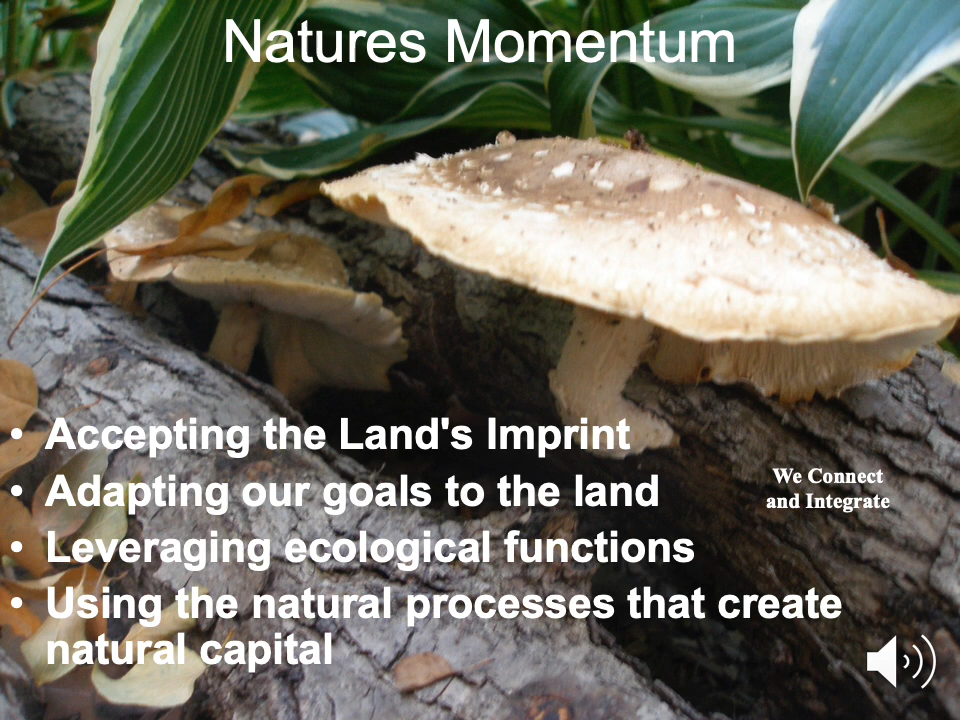 Natures Momentum
• Accepting the Land's Imprint
• Adapting our goals to the land
We Connect
and Integrate
• Leveraging ecological functions
• Using the natural processes that create
natural capital